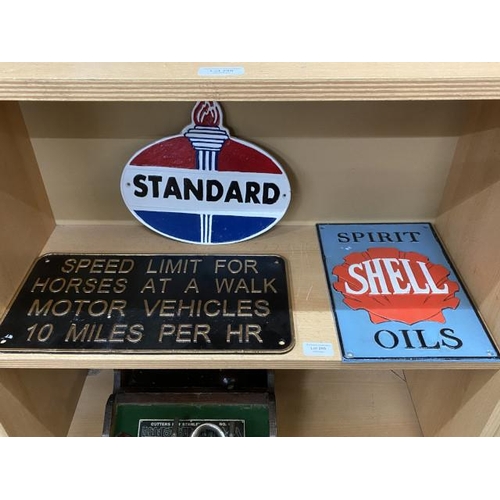 STANDARD
SPEED LIMIT FOR
HORSES AT A WALK
MOTOR VEHICLES
10 MILES PER HR
SPIRIT
SHELL
OILS